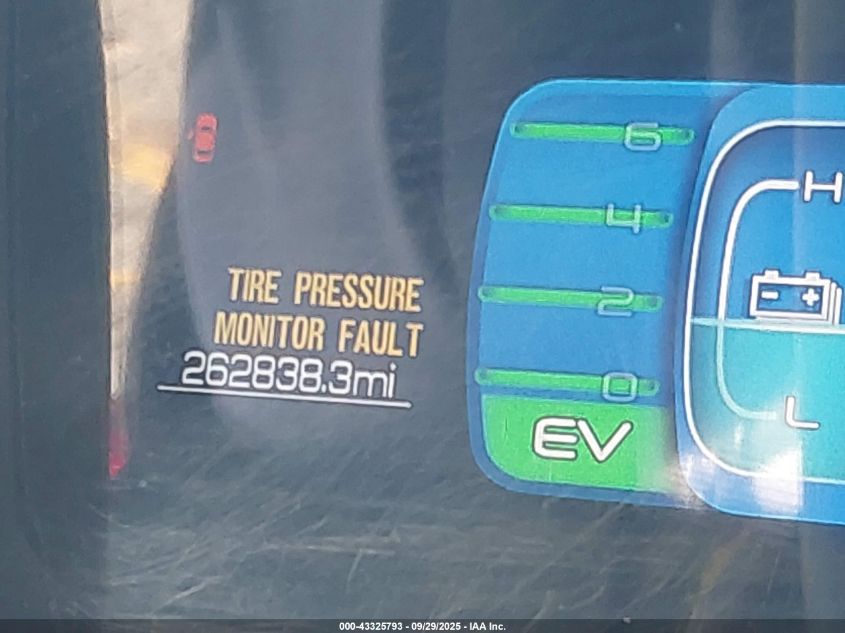 TIRE PRESSURE
MONITOR FAULT
262838.3mi
6
4
2
0
EV
H
- +
L
000-43325793 - 09/29/2025 - IAA Inc.